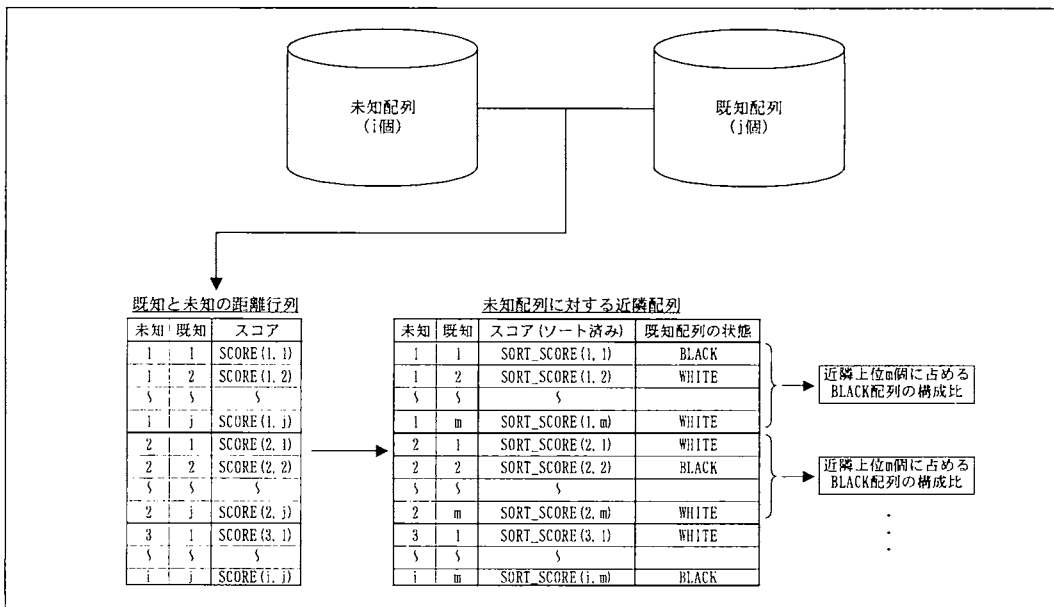 未知配列
(i個)
既知配列
(j個)
既知と未知の距離行列
未知 既知 スコア
1 1 SCORE(1, 1)
1 2 SCORE(1, 2)
∫ ∫ ∫
1 j SCORE(1, j)
2 1 SCORE(2, 1)
2 2 SCORE(2, 2)
∫ ∫ ∫
2 j SCORE(2, j)
3 1 SCORE(3, 1)
∫ ∫ ∫
i j SCORE(i, j)
未知配列に対する近隣配列
未知 既知 スコア(ソート済み) 既知配列の状態
1 1 SORT_SCORE(1, 1) BLACK
1 2 SORT_SCORE(1, 2) WHITE
∫ ∫ ∫
1 m SORT_SCORE(1, m) WHITE
2 1 SORT_SCORE(2, 1) WHITE
2 2 SORT_SCORE(2, 2) BLACK
∫ ∫ ∫
2 m SORT_SCORE(2, m) WHITE
3 1 SORT_SCORE(3, 1) WHITE
∫ ∫ ∫
i m SORT_SCORE(i, m) BLACK
近隣上位m個に占める
BLACK配列の構成比
近隣上位m個に占める
BLACK配列の構成比